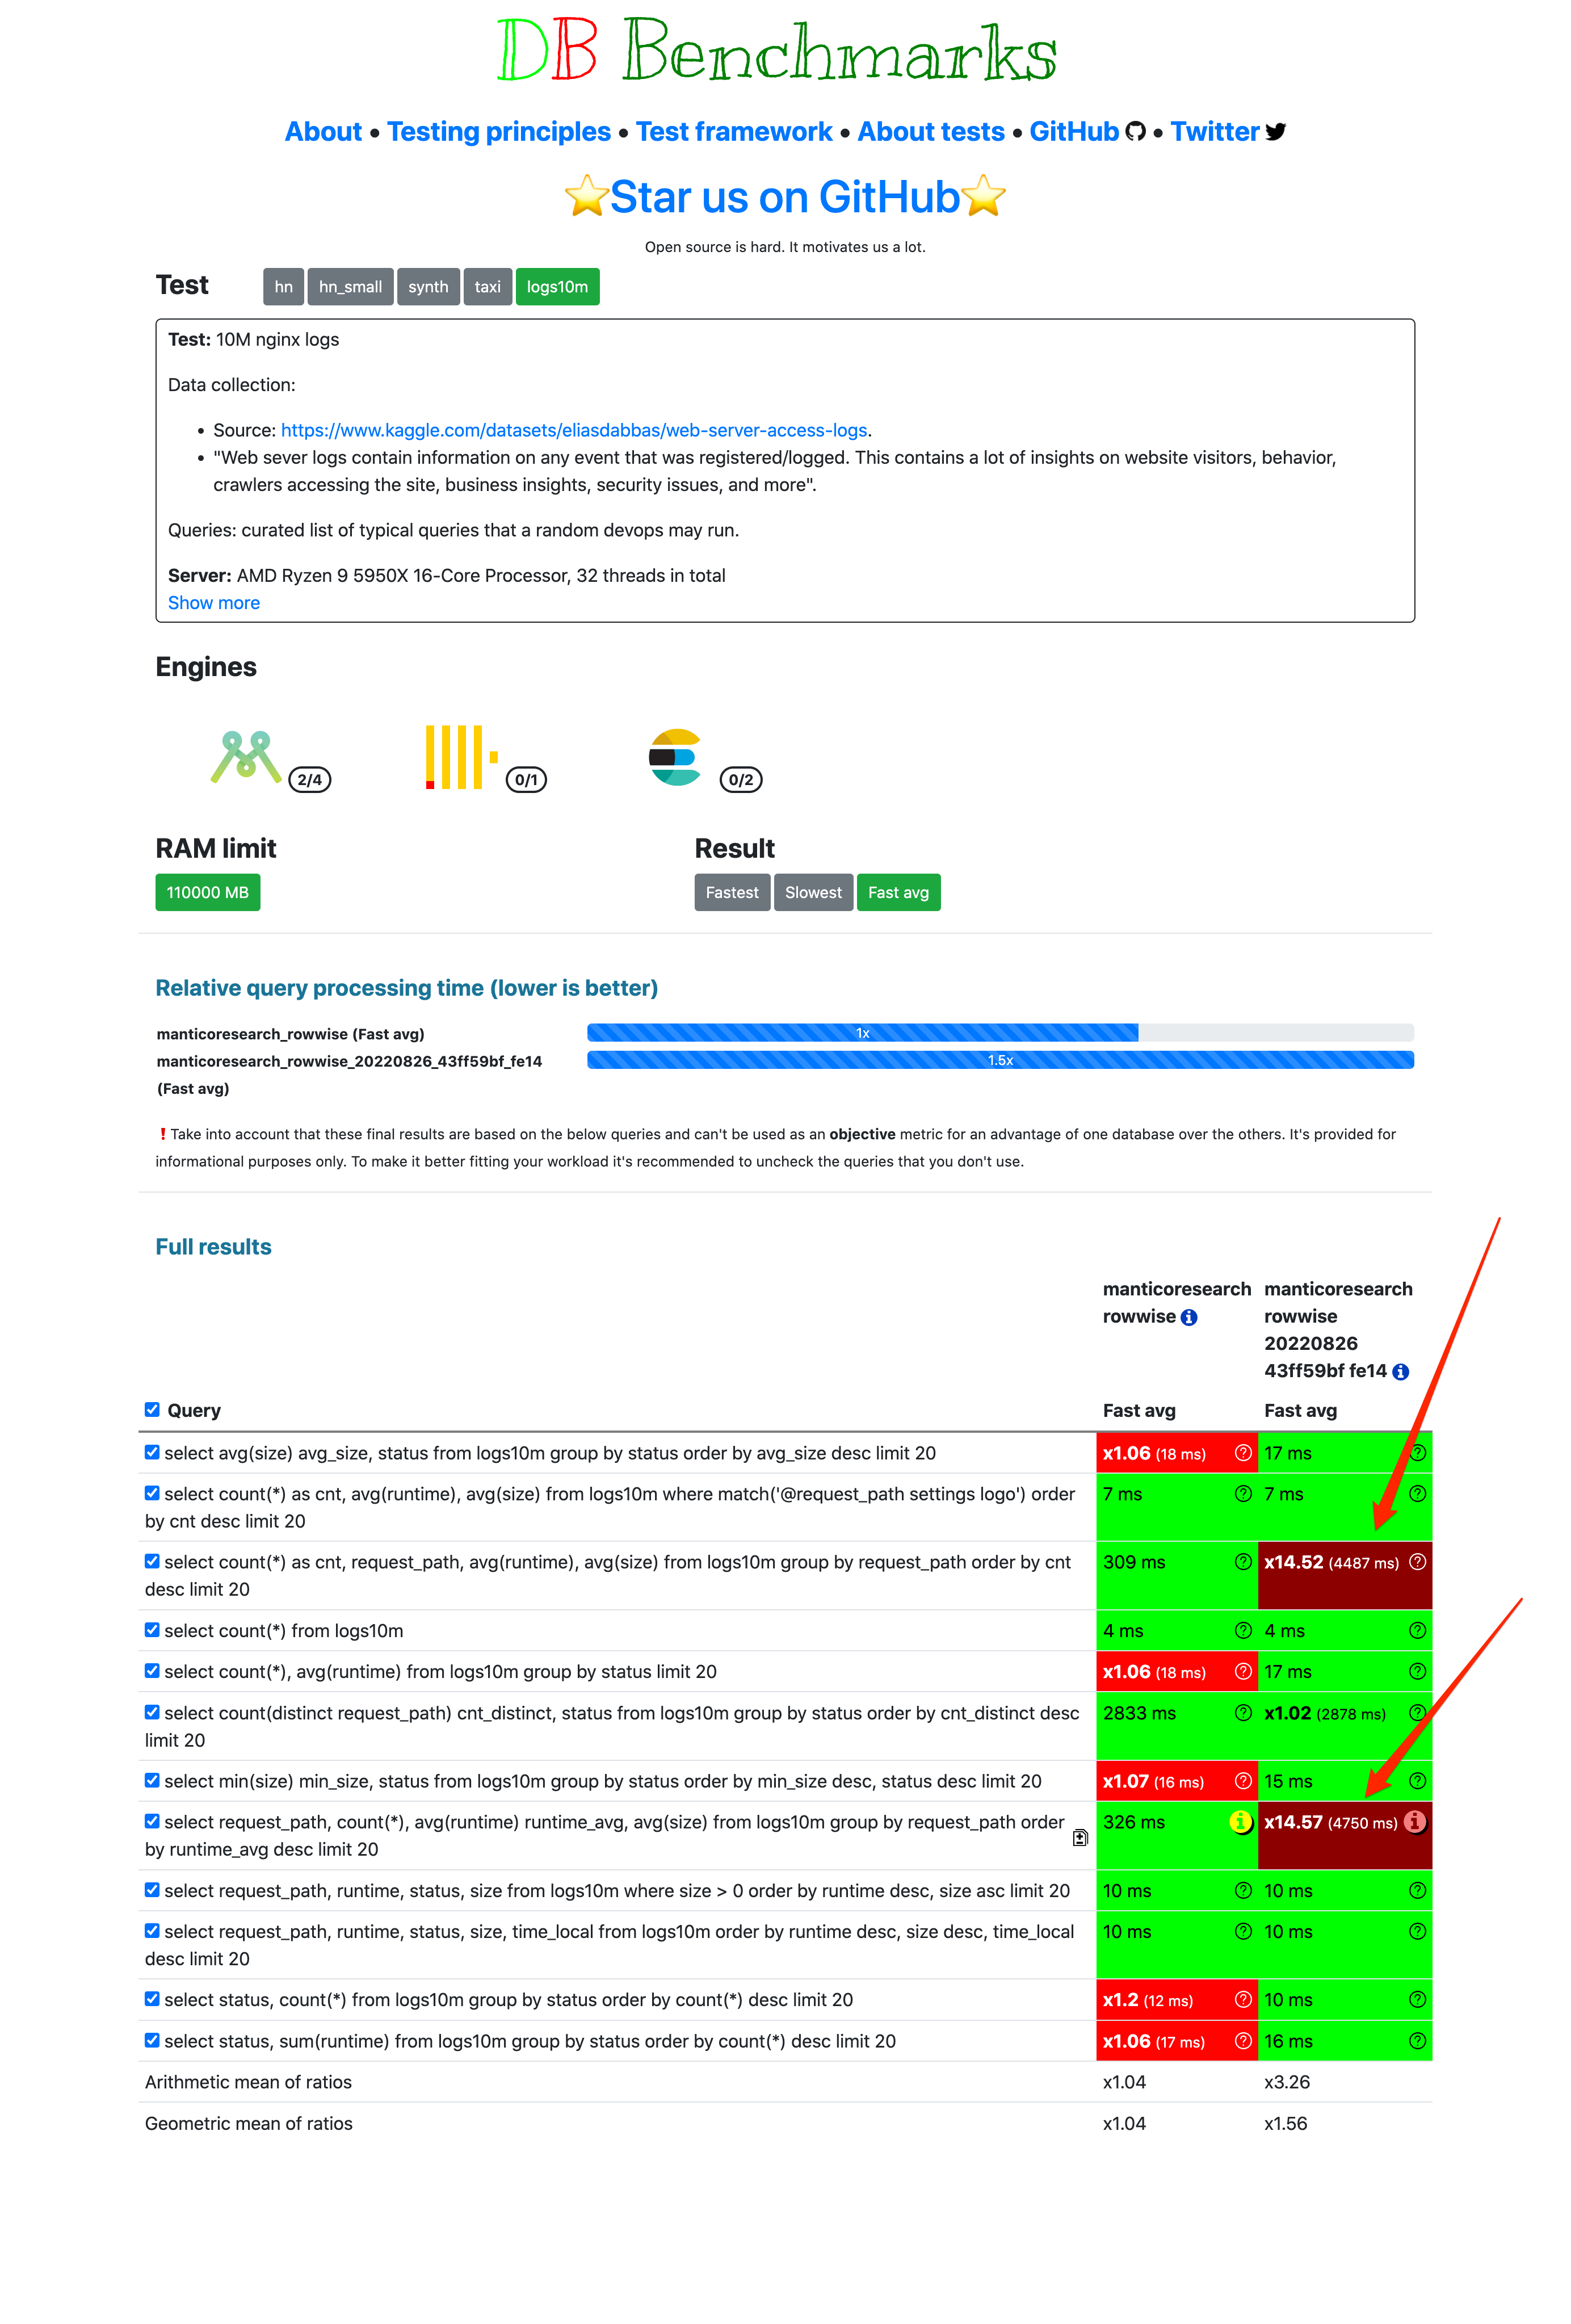 DB Benchmarks
About • Testing principles • Test framework • About tests • GitHub • Twitter
⭐Star us on GitHub⭐
Open source is hard. It motivates us a lot.
Test hn hn_small synth taxi logs10m
Test: 10M nginx logs
Data collection:
• Source: https://www.kaggle.com/datasets/eliasdabbas/web-server-access-logs.
• "Web sever logs contain information on any event that was registered/logged. This contains a lot of insights on website visitors, behavior,
crawlers accessing the site, business insights, security issues, and more".
Queries: curated list of typical queries that a random devops may run.
Server: AMD Ryzen 9 5950X 16-Core Processor, 32 threads in total
Show more
Engines
2/4 0/1 0/2
RAM limit Result
110000 MB Fastest Slowest Fast avg
Relative query processing time (lower is better)
manticoresearch_rowwise (Fast avg) 1x
manticoresearch_rowwise_20220826_43ff59bf_fe14 1.5x
(Fast avg)
❗Take into account that these final results are based on the below queries and can't be used as an objective metric for an advantage of one database over the others. It's provided for
informational purposes only. To make it better fitting your workload it's recommended to uncheck the queries that you don't use.
Full results
manticoresearch manticoresearch
rowwise rowwise
20220826
43ff59bf fe14
Query Fast avg Fast avg
select avg(size) avg_size, status from logs10m group by status order by avg_size desc limit 20 x1.06 (18 ms) 17 ms
select count(*) as cnt, avg(runtime), avg(size) from logs10m where match('@request_path settings logo') order 7 ms 7 ms
by cnt desc limit 20
select count(*) as cnt, request_path, avg(runtime), avg(size) from logs10m group by request_path order by cnt 309 ms x14.52 (4487 ms)
desc limit 20
select count(*) from logs10m 4 ms 4 ms
select count(*), avg(runtime) from logs10m group by status limit 20 x1.06 (18 ms) 17 ms
select count(distinct request_path) cnt_distinct, status from logs10m group by status order by cnt_distinct desc 2833 ms x1.02 (2878 ms)
limit 20
select min(size) min_size, status from logs10m group by status order by min_size desc, status desc limit 20 x1.07 (16 ms) 15 ms
select request_path, count(*), avg(runtime) runtime_avg, avg(size) from logs10m group by request_path order 326 ms x14.57 (4750 ms)
by runtime_avg desc limit 20
select request_path, runtime, status, size from logs10m where size > 0 order by runtime desc, size asc limit 20 10 ms 10 ms
select request_path, runtime, status, size, time_local from logs10m order by runtime desc, size desc, time_local 10 ms 10 ms
desc limit 20
select status, count(*) from logs10m group by status order by count(*) desc limit 20 x1.2 (12 ms) 10 ms
select status, sum(runtime) from logs10m group by status order by count(*) desc limit 20 x1.06 (17 ms) 16 ms
Arithmetic mean of ratios x1.04 x3.26
Geometric mean of ratios x1.04 x1.56